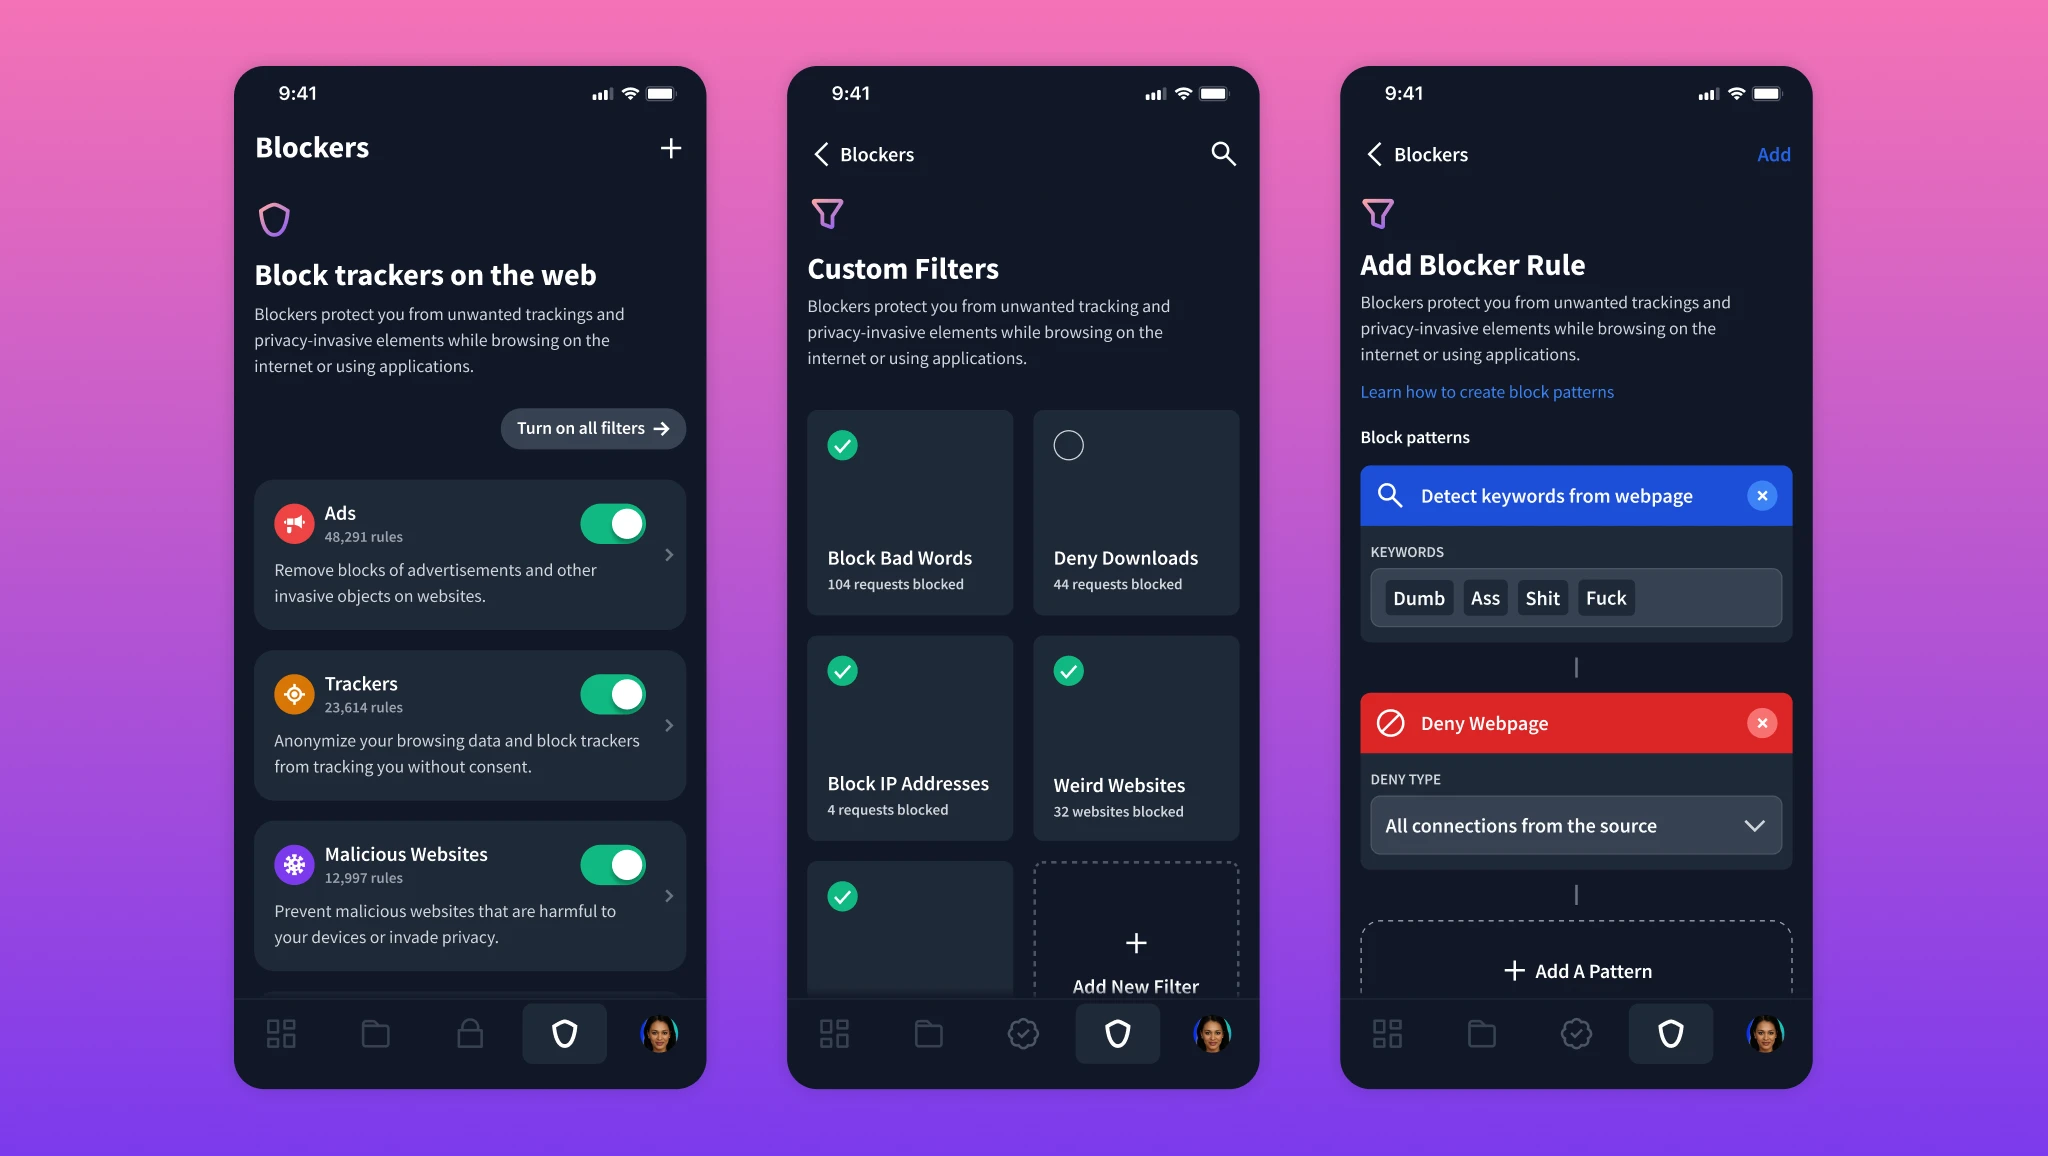 9:41
Blockers
Block trackers on the web
Blockers protect you from unwanted trackings and
privacy-invasive elements while browsing on the
internet or using applications.
Turn on all filters
Ads
48,291 rules
Remove blocks of advertisements and other
invasive objects on websites.
Trackers
23,614 rules
Anonymize your browsing data and block trackers
from tracking you without consent.
Malicious Websites
12,997 rules
Prevent malicious websites that are harmful to
your devices or invade privacy.
9:41
Blockers
Custom Filters
Blockers protect you from unwanted tracking and
privacy-invasive elements while browsing on the
internet or using applications.
Block Bad Words
104 requests blocked
Deny Downloads
44 requests blocked
Block IP Addresses
4 requests blocked
Weird Websites
32 websites blocked
Add New Filter
9:41
Blockers
Add
Add Blocker Rule
Blockers protect you from unwanted trackings and
privacy-invasive elements while browsing on the
internet or using applications.
Learn how to create block patterns
Block patterns
Detect keywords from webpage
KEYWORDS
Dumb Ass Shit Fuck
Deny Webpage
DENY TYPE
All connections from the source
Add A Pattern